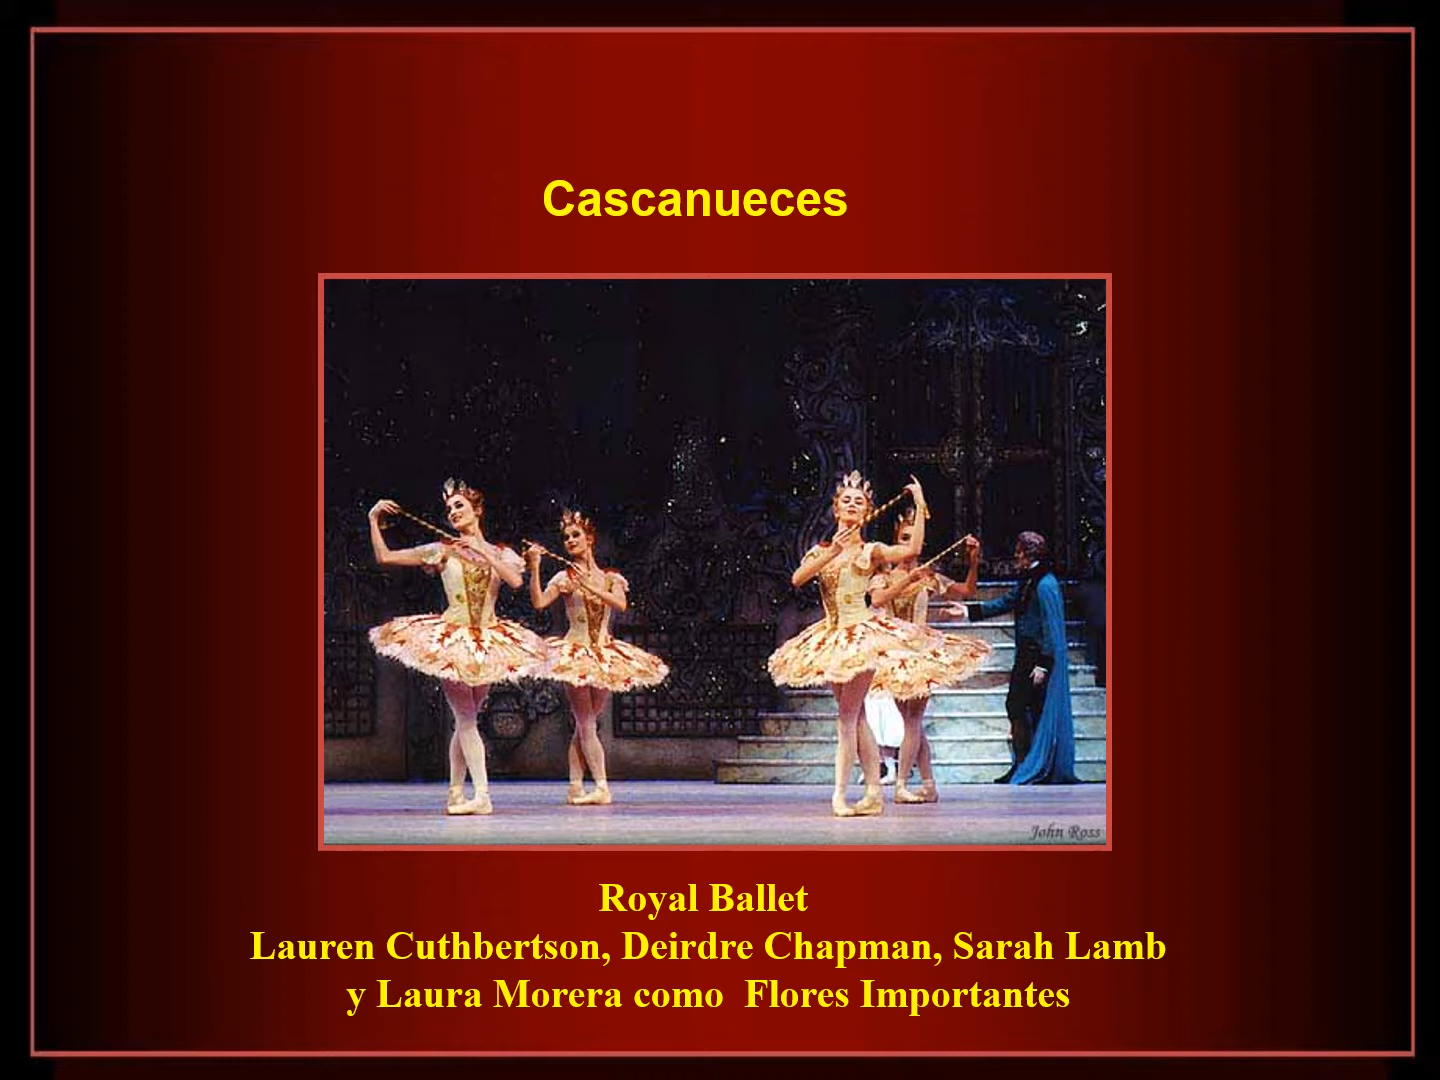 Cascanueces
John Ross
Royal Ballet
Lauren Cuthbertson, Deirdre Chapman, Sarah Lamb
y Laura Morera como  Flores Importantes